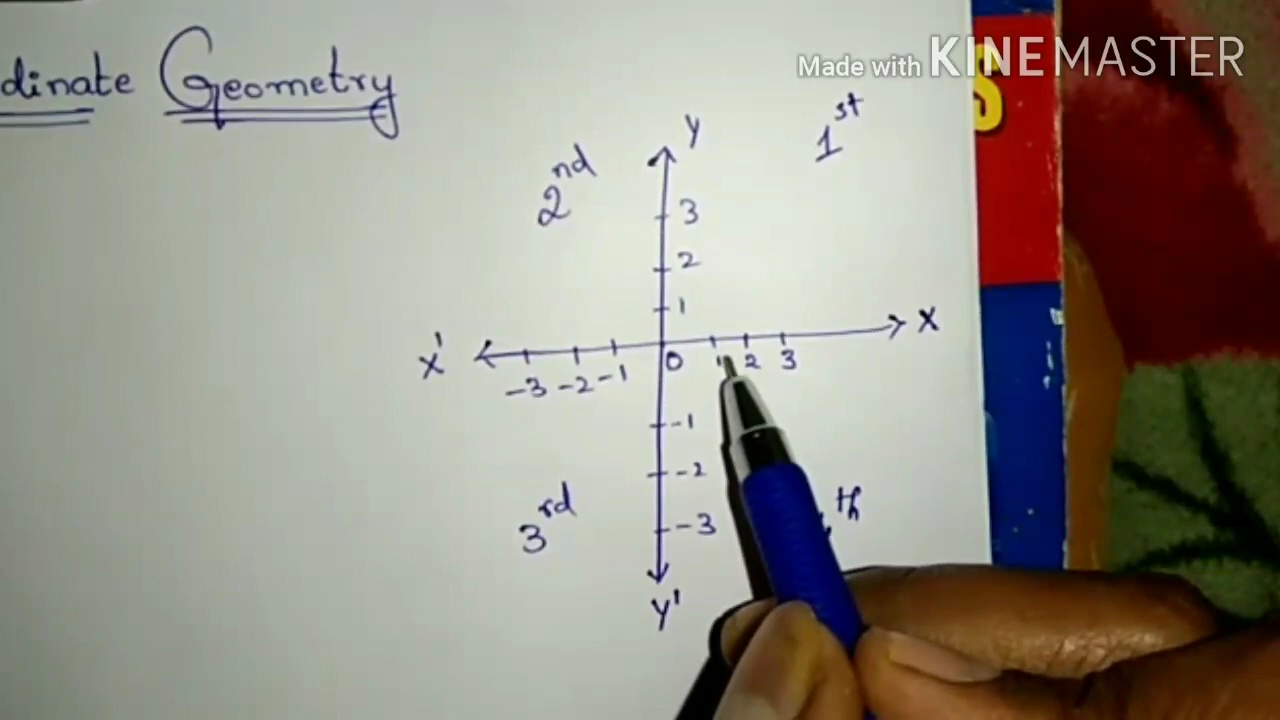 dinate Geometry
Made with KINEMASTER
S
Y
1st
2nd
3
2
1
X'
X
-3 -2 -1 0 1 2 3
-1
-2
-3
3rd
th
Y'